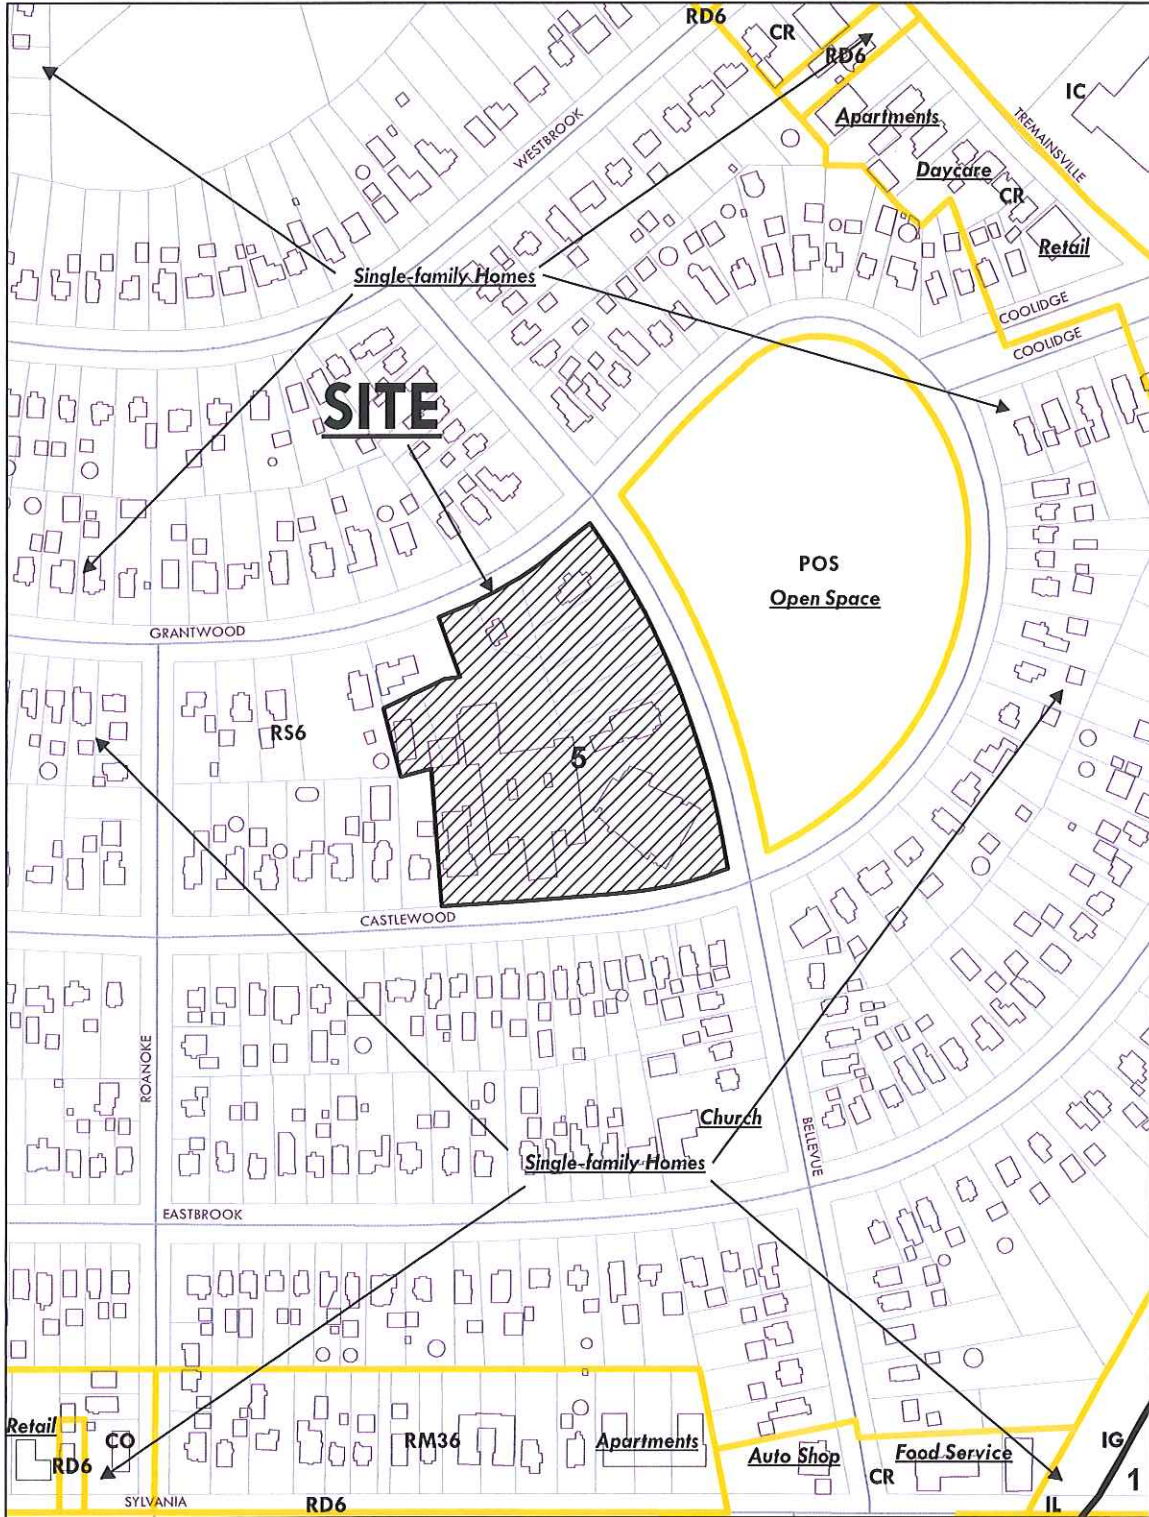 RD6
CR
RD6
IC
Apartments
TREMAINSVILLE
WESTBROOK
Daycare
CR
Retail
Single-family Homes
COOLIDGE
COOLIDGE
SITE
POS
Open Space
GRANTWOOD
RS6
5
CASTLEWOOD
ROANOKE
Church
BELLEVUE
Single-family Homes
EASTBROOK
Retail
CO
RD6
RM36
Apartments
Auto Shop
Food Service
CR
IG
1
IL
SYLVANIA
RD6